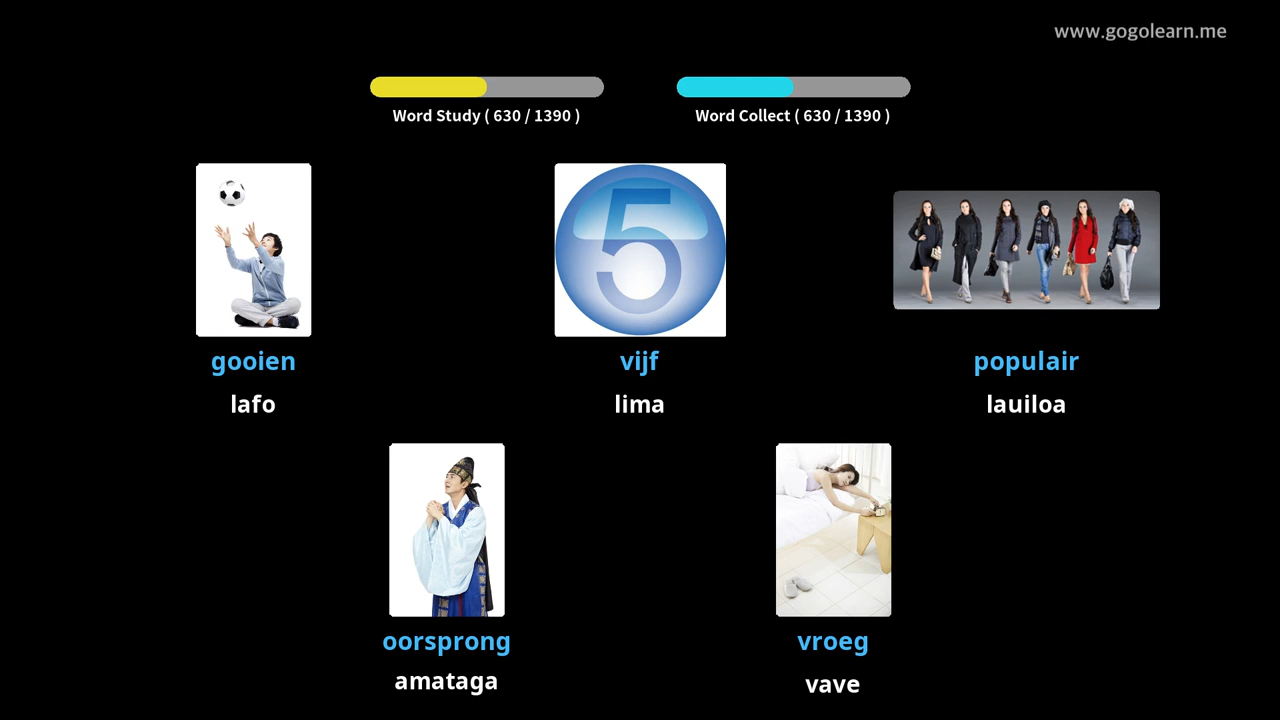 www.gogolearn.me
Word Study ( 630 / 1390 )
Word Collect ( 630 / 1390 )
5
gooien
vijf
populair
lafo
lima
lauiloa
oorsprong
vroeg
amataga
vave